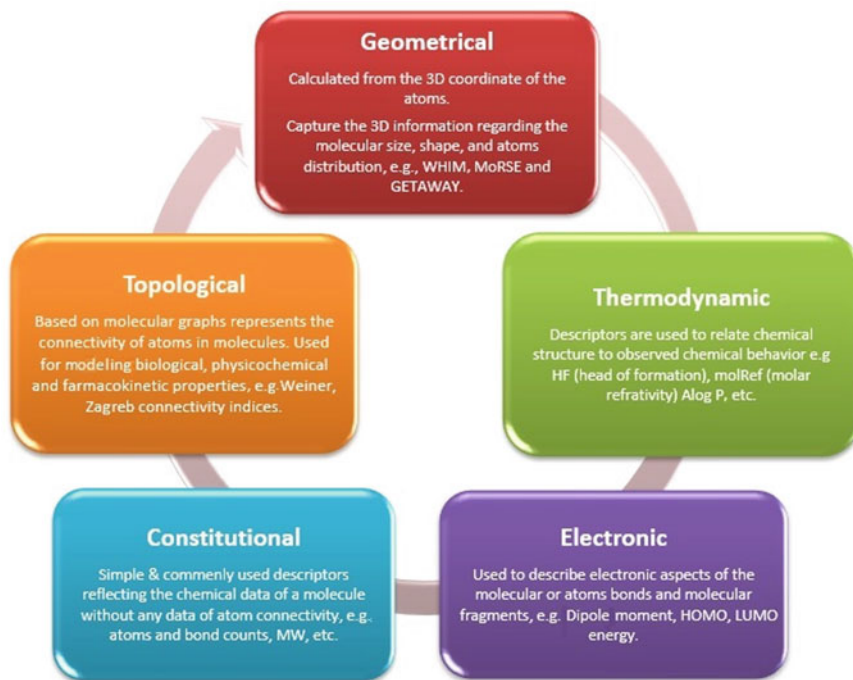 Geometrical
Calculated from the 3D coordinate of the
atoms.
Capture the 3D information regarding the
molecular size, shape, and atoms
distribution, e.g., WHIM, MoRSE and
GETAWAY.
Topological
Based on molecular graphs represents the
connectivity of atoms in molecules. Used
for modeling biological, physicochemical
and farmacokinetic properties, e.g.Weiner,
Zagreb connectivity indices.
Thermodynamic
Descriptors are used to relate chemical
structure to observed chemical behavior e.g
HF (head of formation), molRef (molar
refrativity) Alog P, etc.
Constitutional
Simple & commenly used descriptors
reflecting the chemical data of a molecule
without any data of atom connectivity, e.g.
atoms and bond counts, MW, etc.
Electronic
Used to describe electronic aspects of the
molecular or atoms bonds and molecular
fragments, e.g. Dipole moment, HOMO, LUMO
energy.